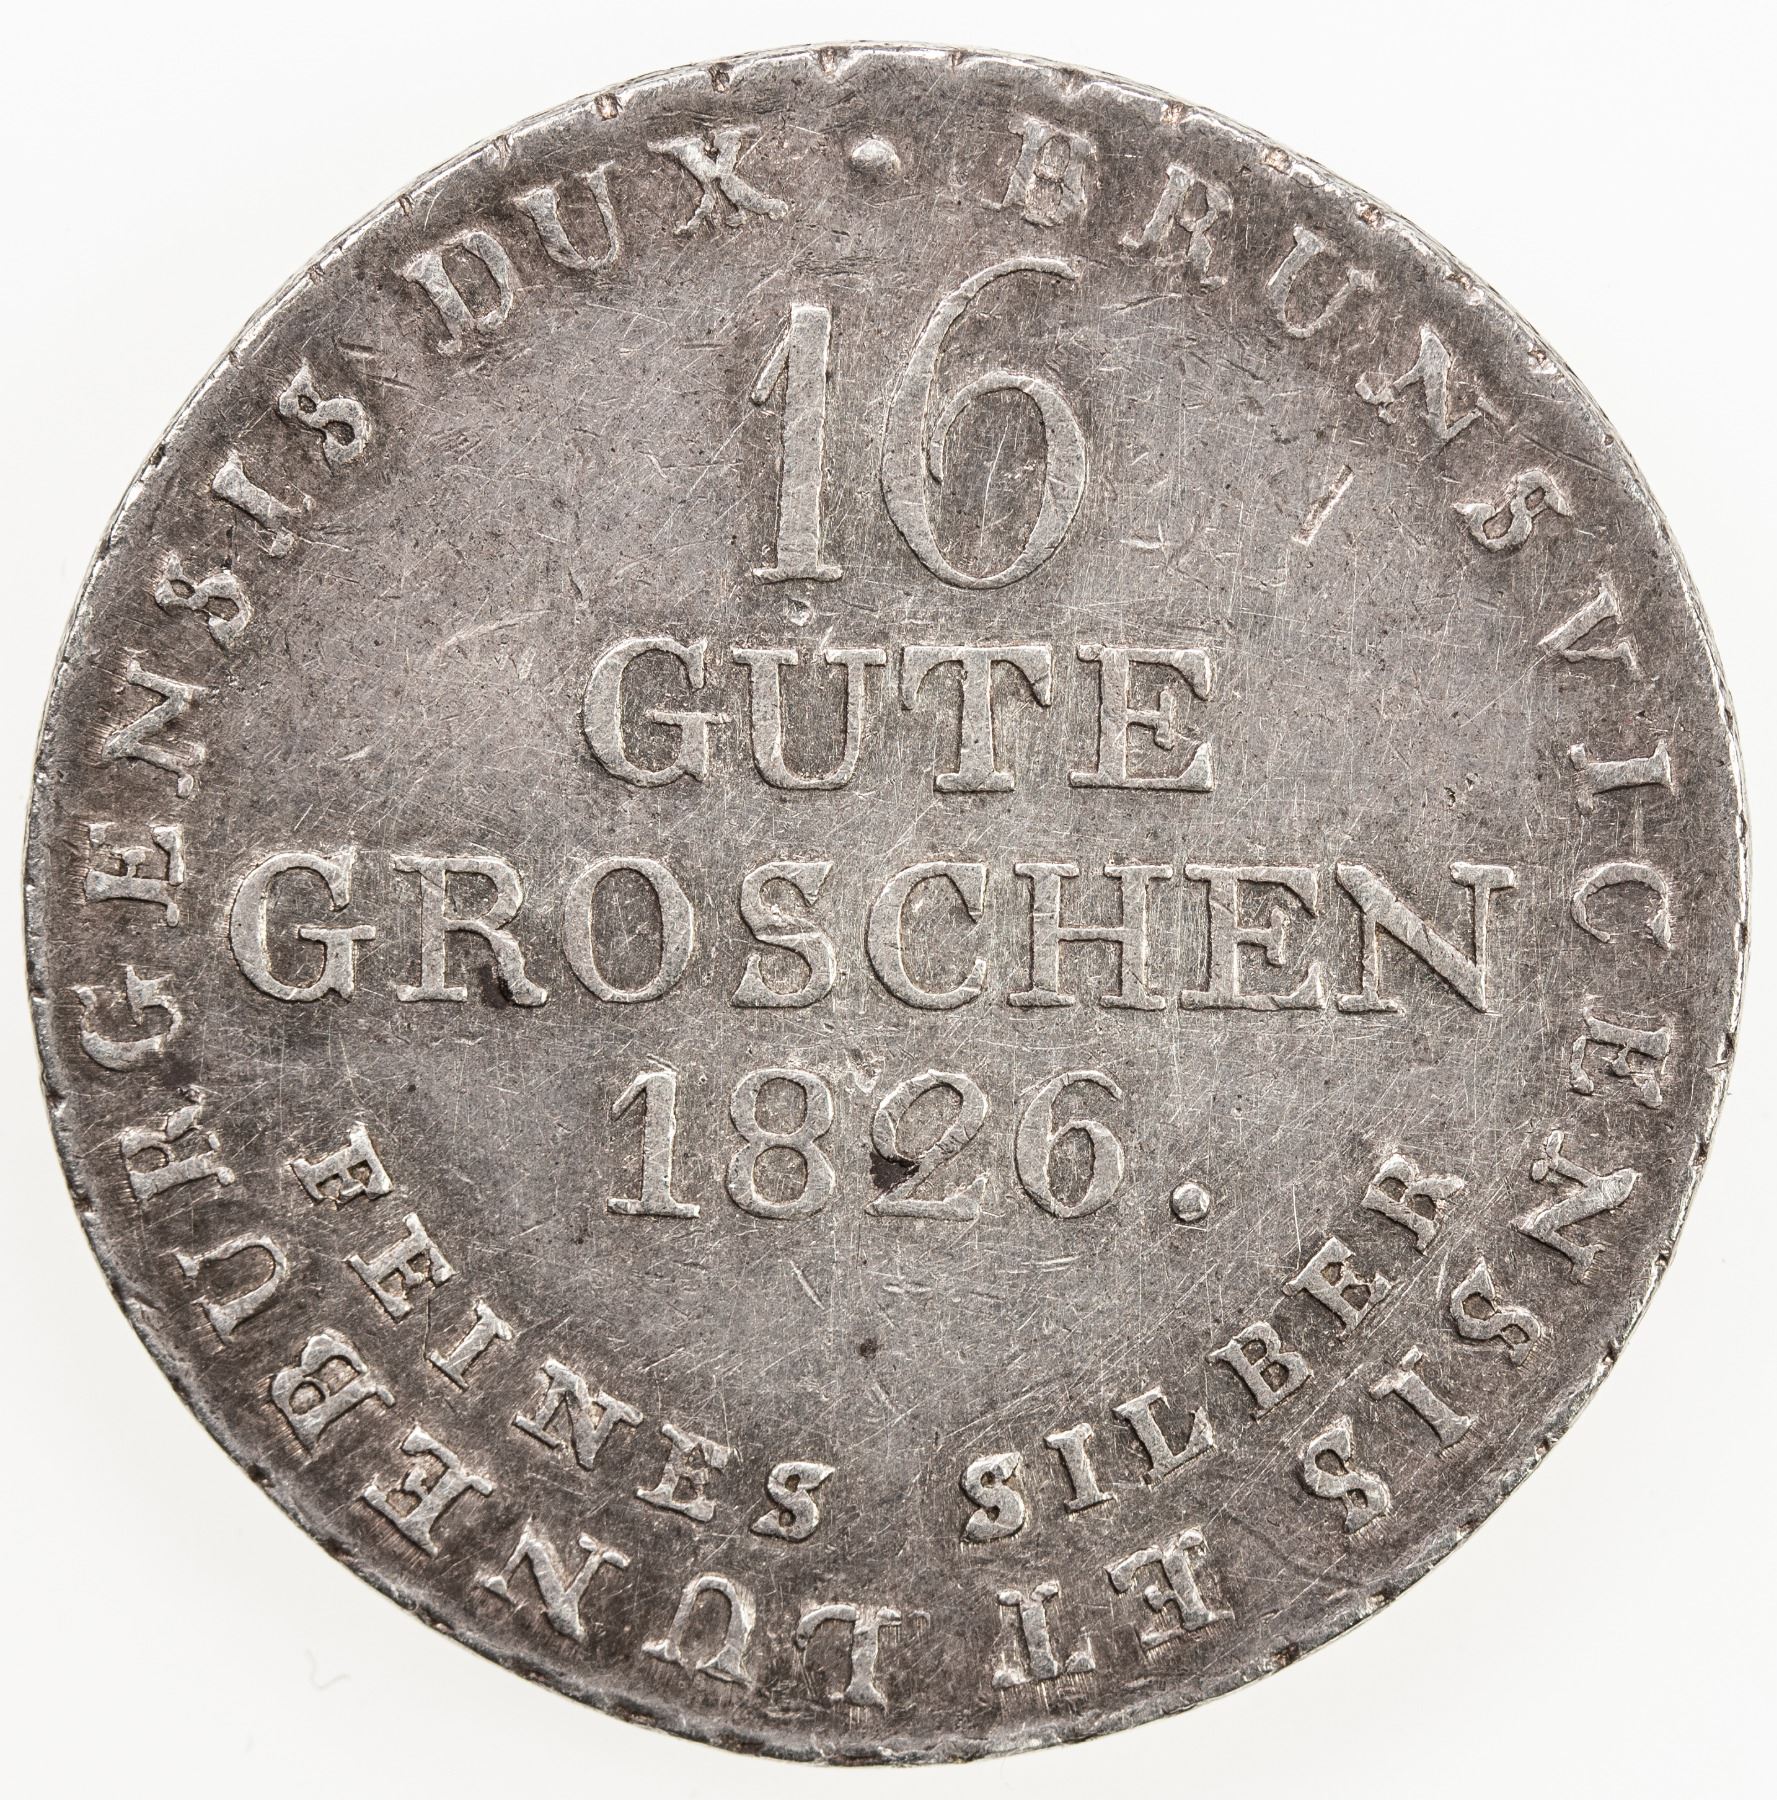 BRUNSVICENSIS ET LUNEBURGENSIS DUX ·
16
GUTE
GROSCHEN
1826.
FEINES SILBER